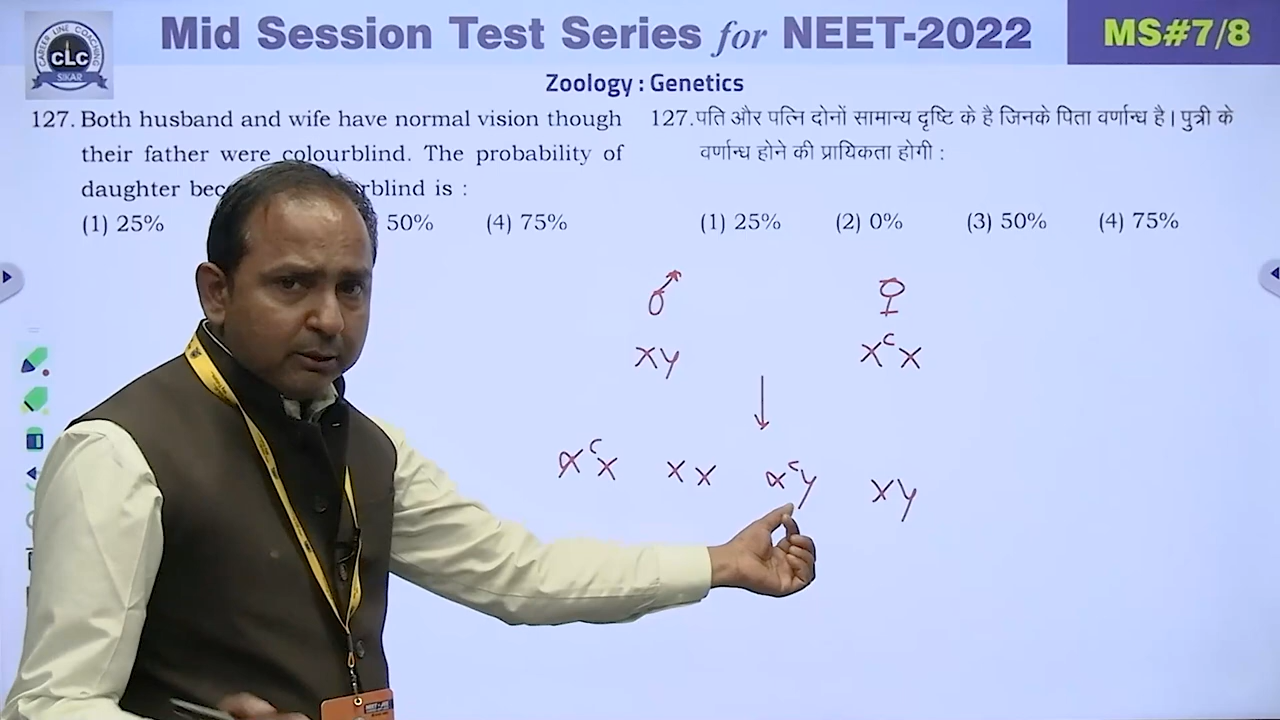 Mid Session Test Series for NEET-2022
MS#7/8
CAREER LINE COACHING
CLC
SIKAR
Zoology : Genetics
127. Both husband and wife have normal vision though
their father were colourblind. The probability of
daughter bec rblind is :
(1) 25% 50% (4) 75%
127. पति और पत्नि दोनों सामान्य दृष्टि के है जिनके पिता वर्णान्ध है। पुत्री के
वर्णान्ध होने की प्रायिकता होगी :
(1) 25% (2) 0% (3) 50% (4) 75%
♂ ♀
XY XᶜX
XᶜX XX XᶜY XY